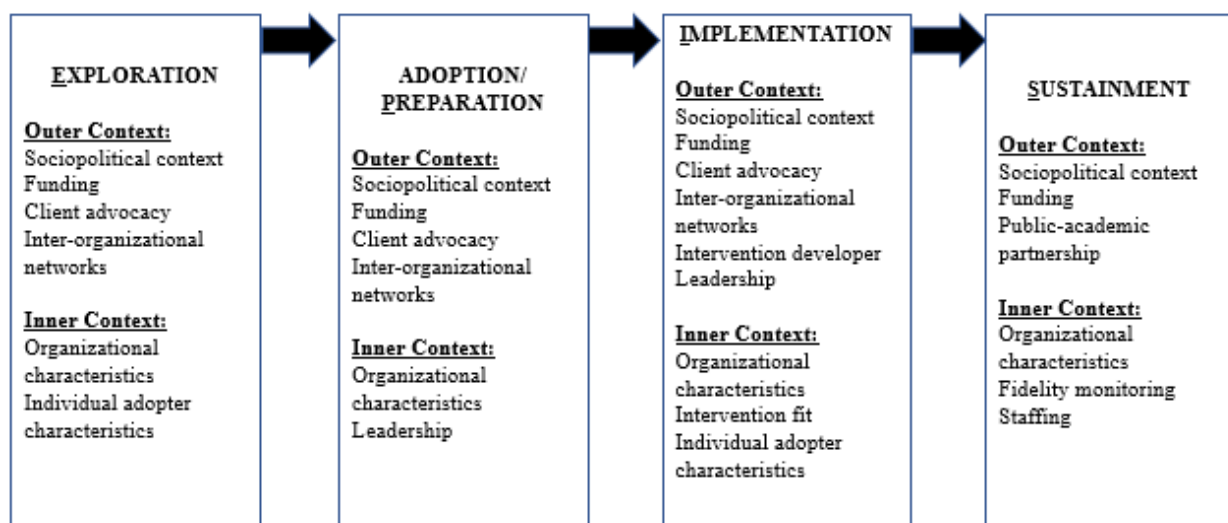 EXPLORATION
Outer Context:
Sociopolitical context
Funding
Client advocacy
Inter-organizational
networks
Inner Context:
Organizational
characteristics
Individual adopter
characteristics
ADOPTION/
PREPARATION
Outer Context:
Sociopolitical context
Funding
Client advocacy
Inter-organizational
networks
Inner Context:
Organizational
characteristics
Leadership
IMPLEMENTATION
Outer Context:
Sociopolitical context
Funding
Client advocacy
Inter-organizational
networks
Intervention developer
Leadership
Inner Context:
Organizational
characteristics
Intervention fit
Individual adopter
characteristics
SUSTAINMENT
Outer Context:
Sociopolitical context
Funding
Public-academic
partnership
Inner Context:
Organizational
characteristics
Fidelity monitoring
Staffing